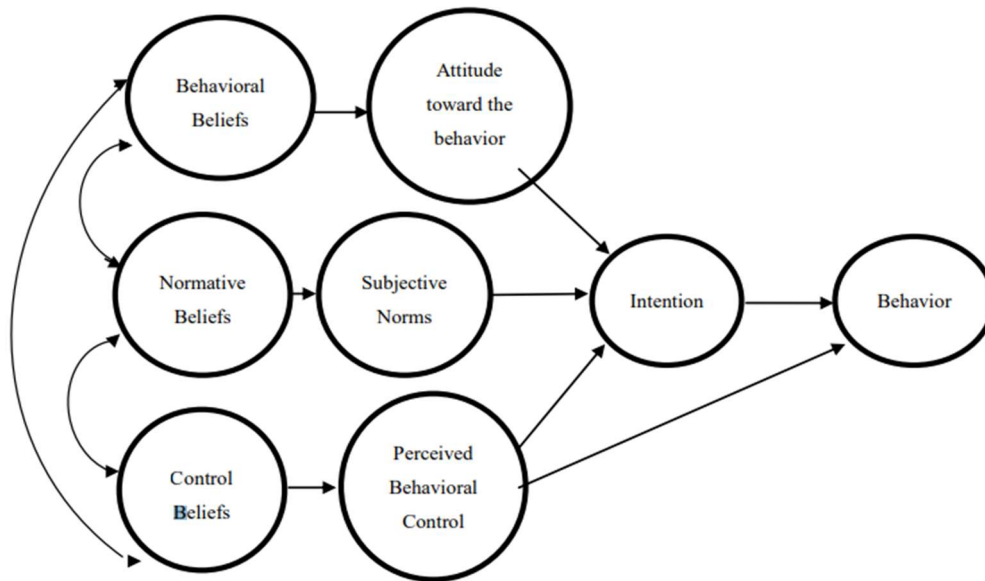 Behavioral
Beliefs
Attitude
toward the
behavior
Normative
Beliefs
Subjective
Norms
Intention
Behavior
Control
Beliefs
Perceived
Behavioral
Control